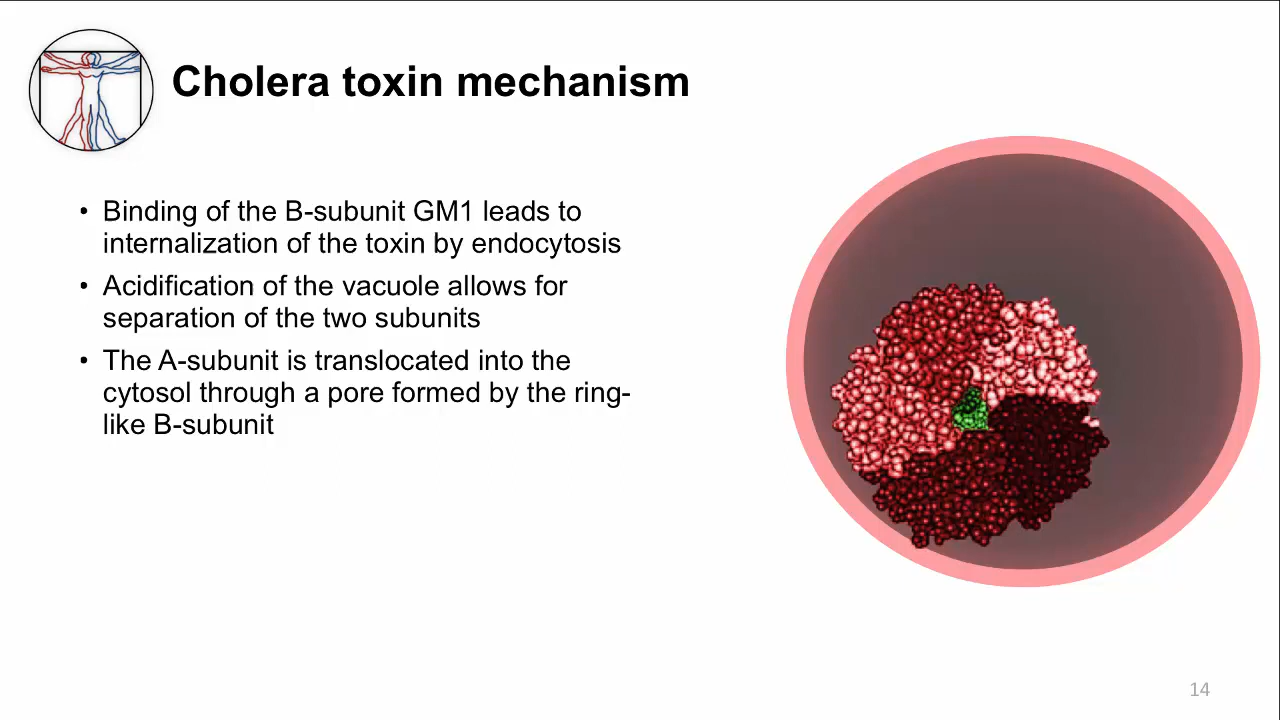 Cholera toxin mechanism
• Binding of the B-subunit GM1 leads to
internalization of the toxin by endocytosis
• Acidification of the vacuole allows for
separation of the two subunits
• The A-subunit is translocated into the
cytosol through a pore formed by the ring-
like B-subunit
14